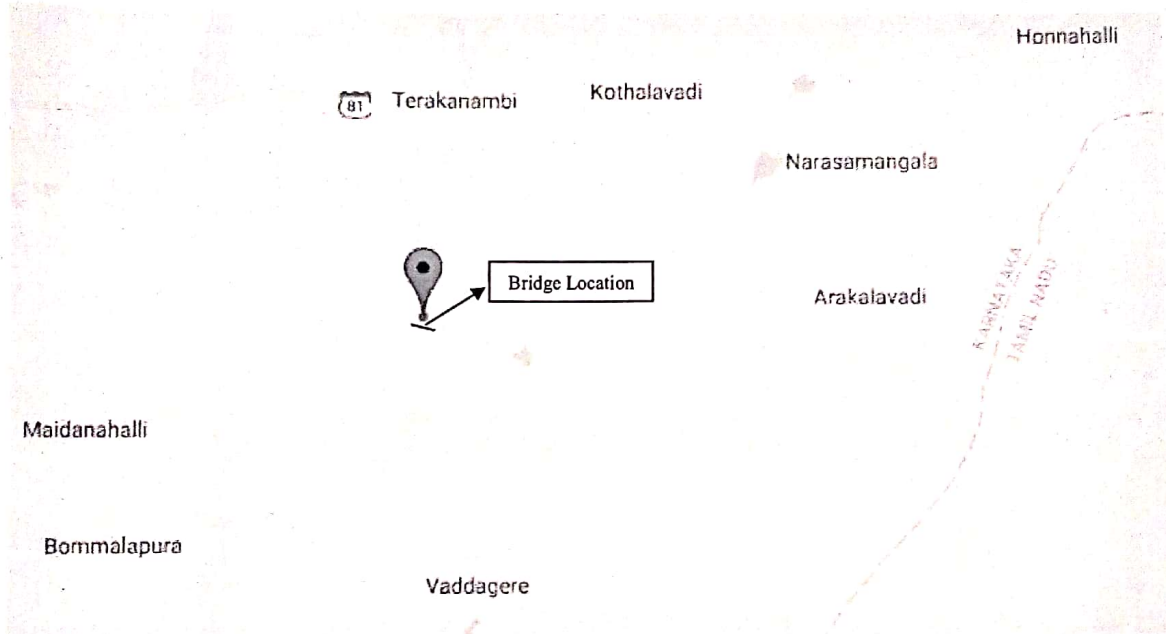 Honnahalli
81 Terakanambi
Kothalavadi
Narasamangala
Bridge Location
Arakalavadi
KARNATAKA
TAMIL NADU
Maidanahalli
Bommalapura
Vaddagere